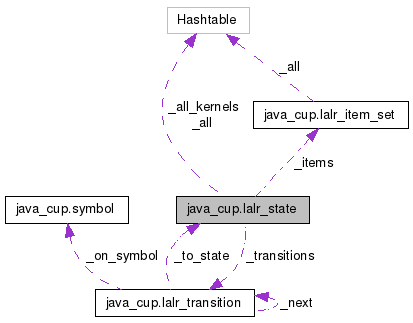 Hashtable
_all
_all_kernels
_all
java_cup.lalr_item_set
_items
java_cup.symbol
java_cup.lalr_state
_on_symbol
_to_state
_transitions
java_cup.lalr_transition
_next